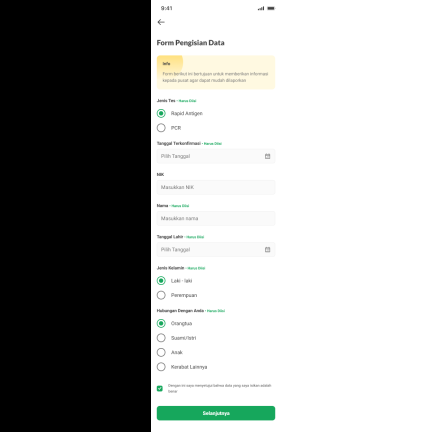 9:41
Form Pengisian Data
Info
Form berikut ini bertujuan untuk memberikan informasi
kepada pusat agar dapat mudah dilaporkan
Jenis Tes - Harus Diisi
Rapid Antigen
PCR
Tanggal Terkonfirmasi - Harus Diisi
Pilih Tanggal
NIK
Masukkan NIK
Nama - Harus Diisi
Masukkan nama
Tanggal Lahir - Harus Diisi
Pilih Tanggal
Jenis Kelamin - Harus Diisi
Laki - laki
Perempuan
Hubungan Dengan Anda - Harus Diisi
Orangtua
Suami/Istri
Anak
Kerabat Lainnya
Dengan ini saya menyetujui bahwa data yang saya isikan adalah
benar
Selanjutnya